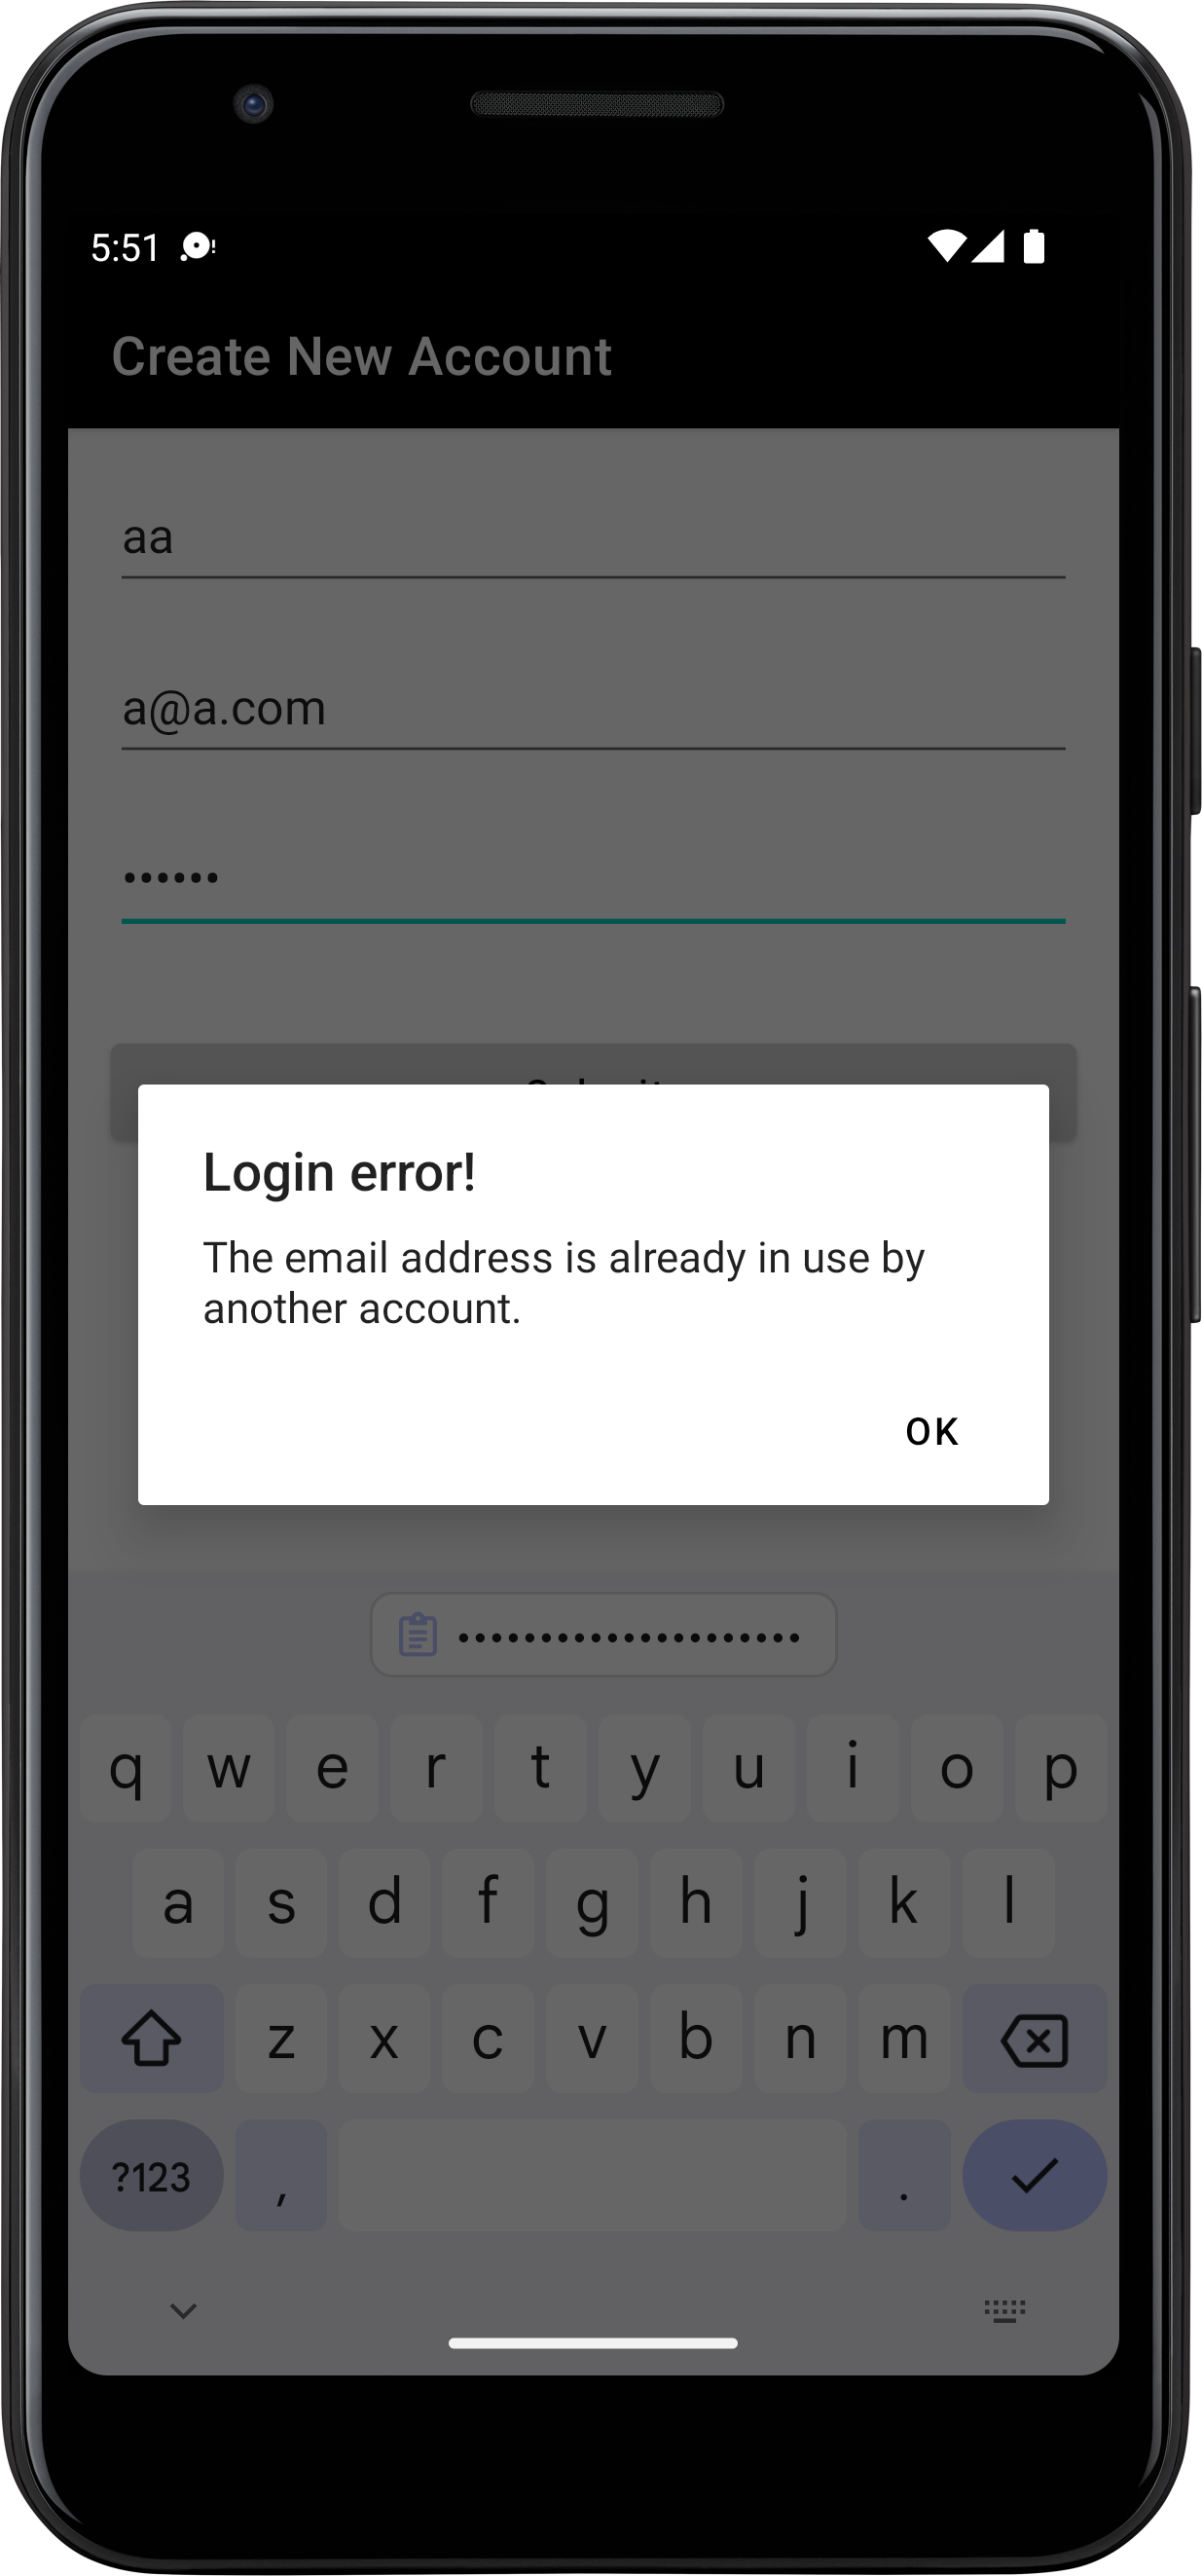 5:51
Create New Account
aa
a@a.com
••••••
Login error!
The email address is already in use by
another account.
OK
•••••••••••••••••••••
q w e r t y u i o p
a s d f g h j k l
z x c v b n m
?123 , .